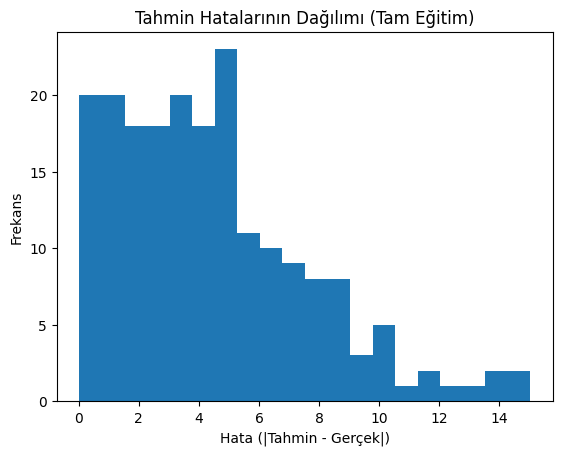 Tahmin Hatalarının Dağılımı (Tam Eğitim)
Frekans
20
15
10
5
0
0 2 4 6 8 10 12 14
Hata (|Tahmin - Gerçek|)